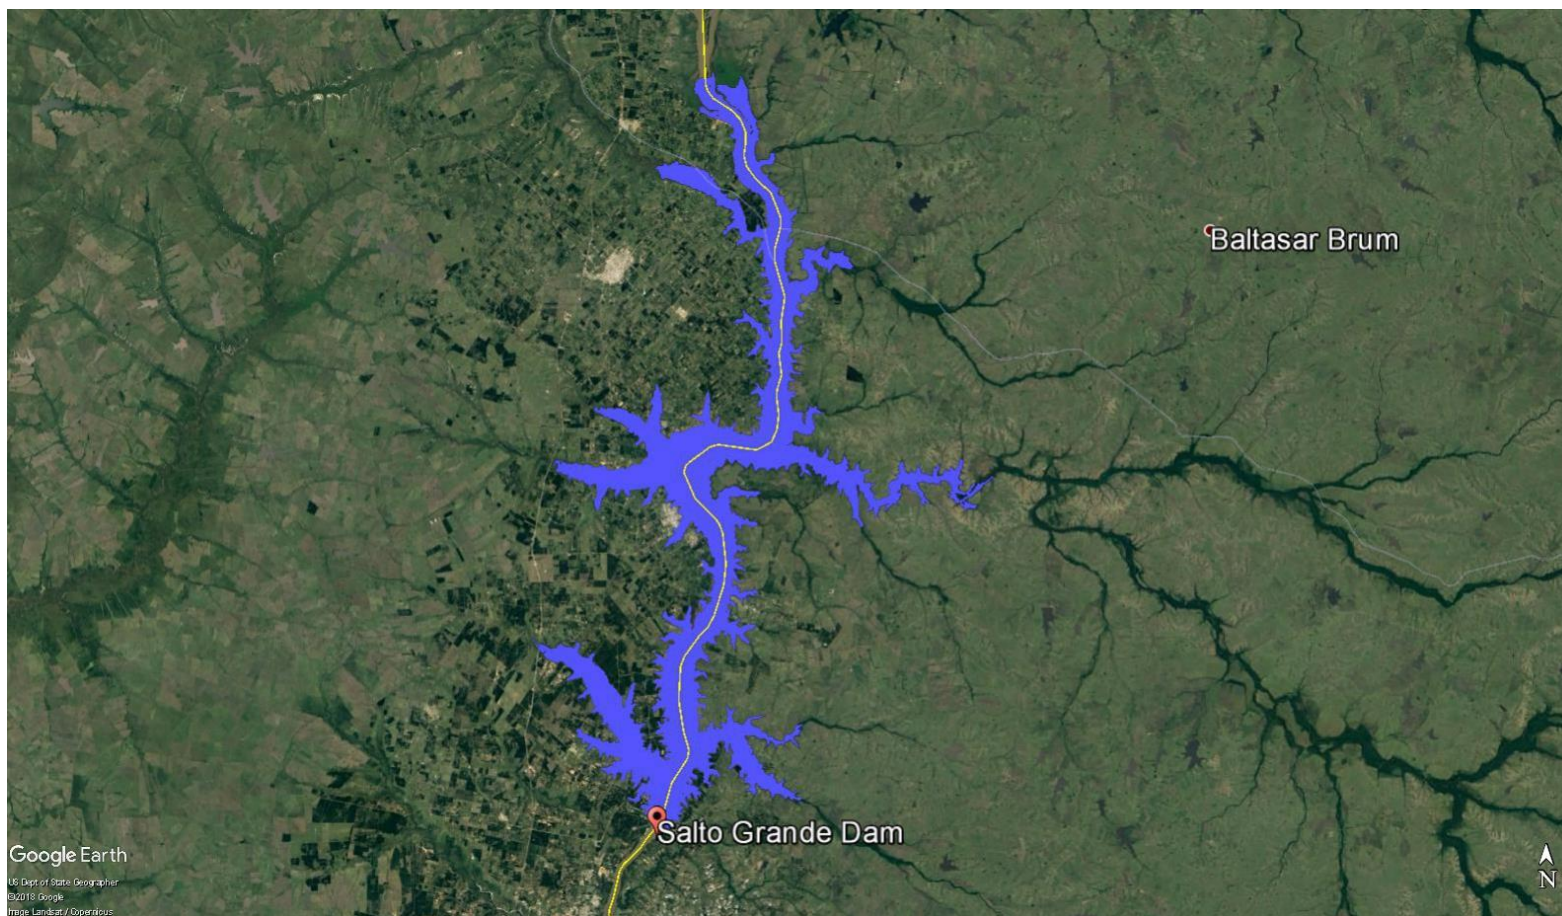 Baltasar Brum
Salto Grande Dam
Google Earth
US Dept of State Geographer
©2018 Google
Image Landsat / Copernicus
N